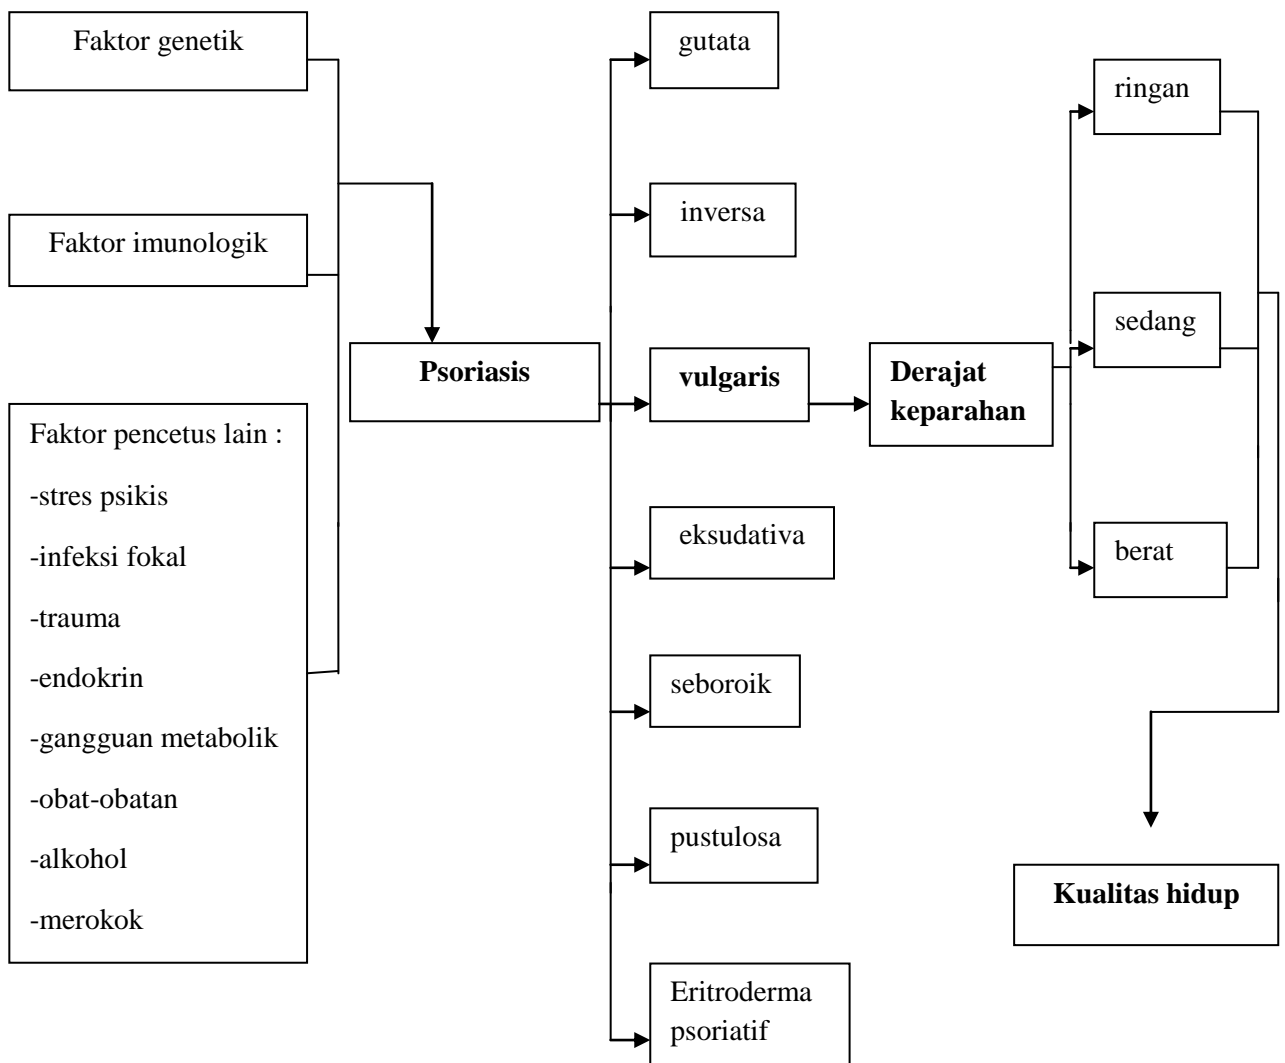 Faktor genetik
Faktor imunologik
Faktor pencetus lain :
-stres psikis
-infeksi fokal
-trauma
-endokrin
-gangguan metabolik
-obat-obatan
-alkohol
-merokok
Psoriasis
gutata
inversa
vulgaris
eksudativa
seboroik
pustulosa
Eritroderma
psoriatif
Derajat
keparahan
ringan
sedang
berat
Kualitas hidup